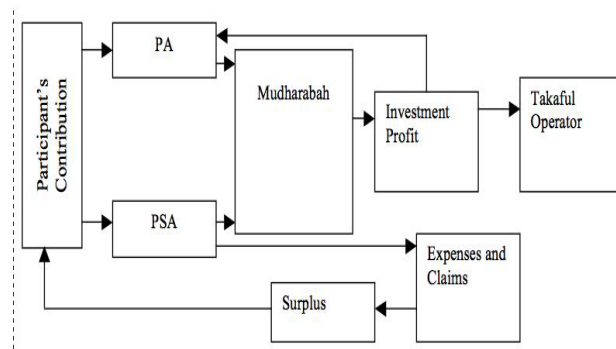 Participant's
Contribution
PA
Mudharabah
Investment
Profit
Takaful
Operator
PSA
Expenses and
Claims
Surplus